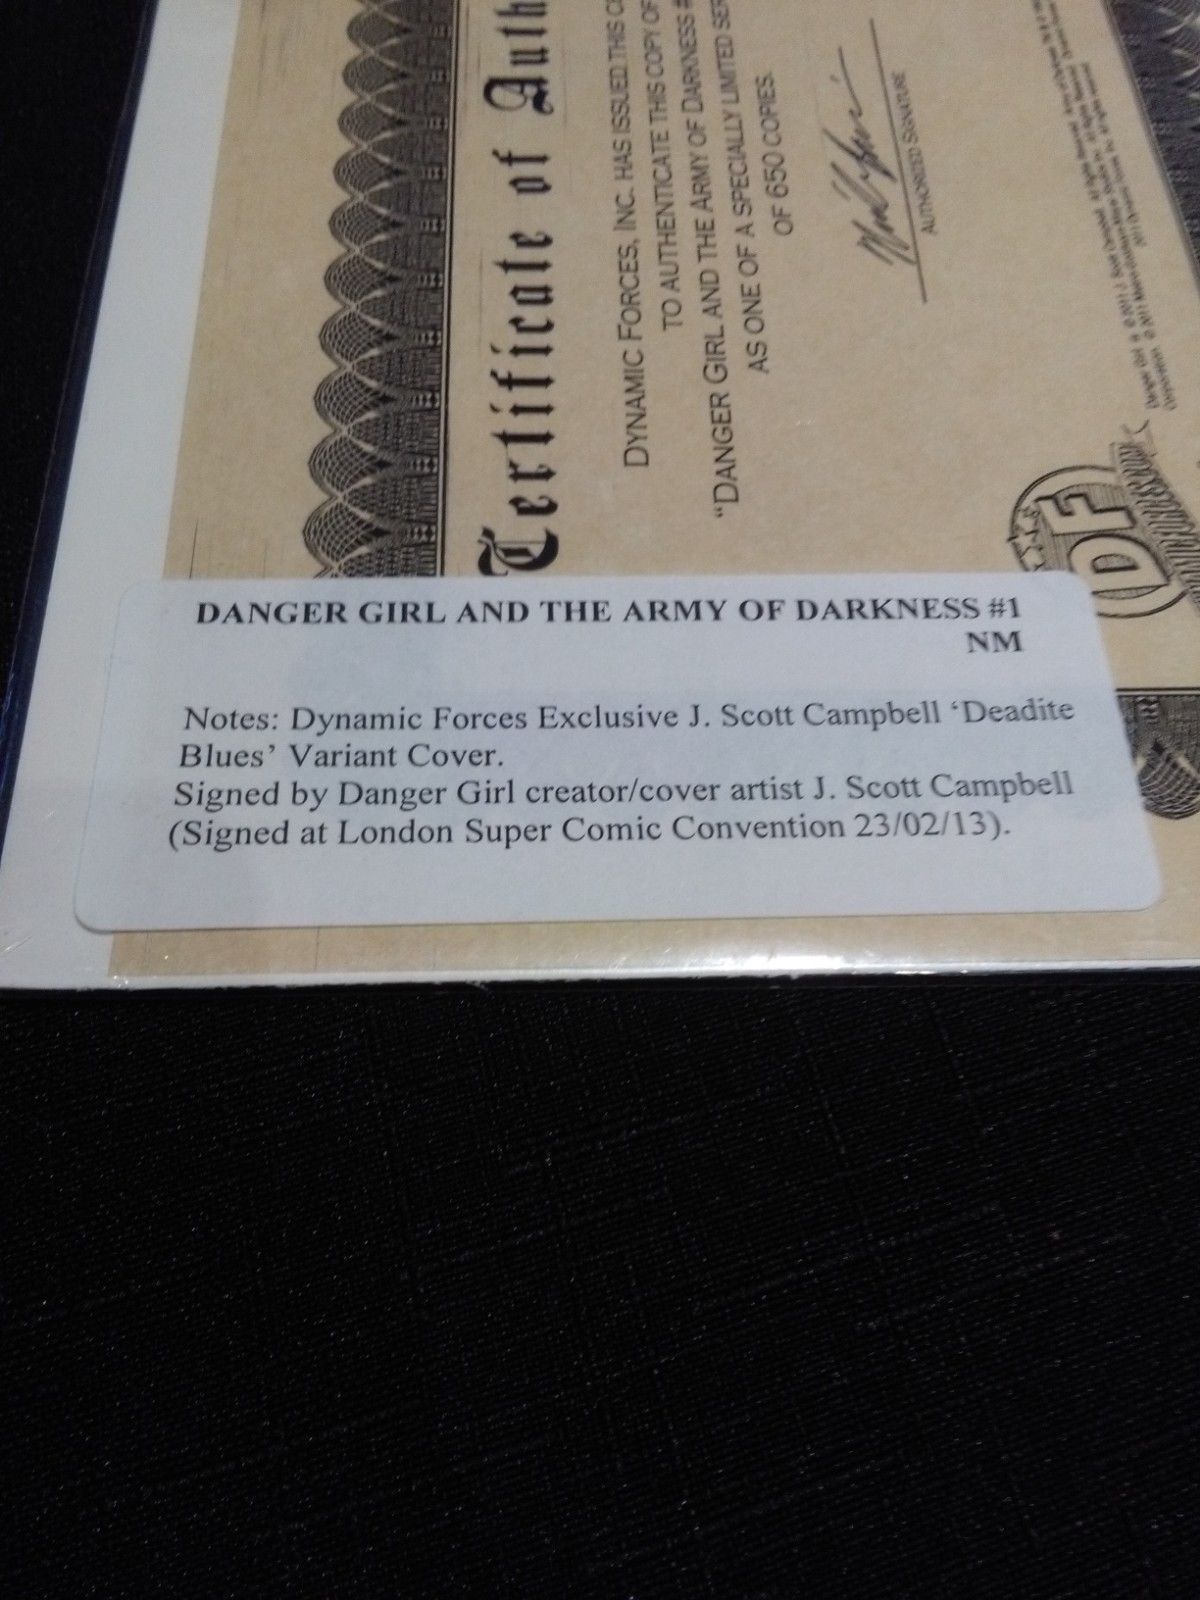 Certificate of Auth
DYNAMIC FORCES, INC. HAS ISSUED THIS
TO AUTHENTICATE THIS COPY OF
"DANGER GIRL AND THE ARMY OF DARKNESS #
AS ONE OF A SPECIALLY LIMITED SER
OF 650 COPIES.
AUTHORIZED SIGNATURE
DF
DANGER GIRL AND THE ARMY OF DARKNESS #1
NM
Notes: Dynamic Forces Exclusive J. Scott Campbell ‘Deadite
Blues’ Variant Cover.
Signed by Danger Girl creator/cover artist J. Scott Campbell
(Signed at London Super Comic Convention 23/02/13).